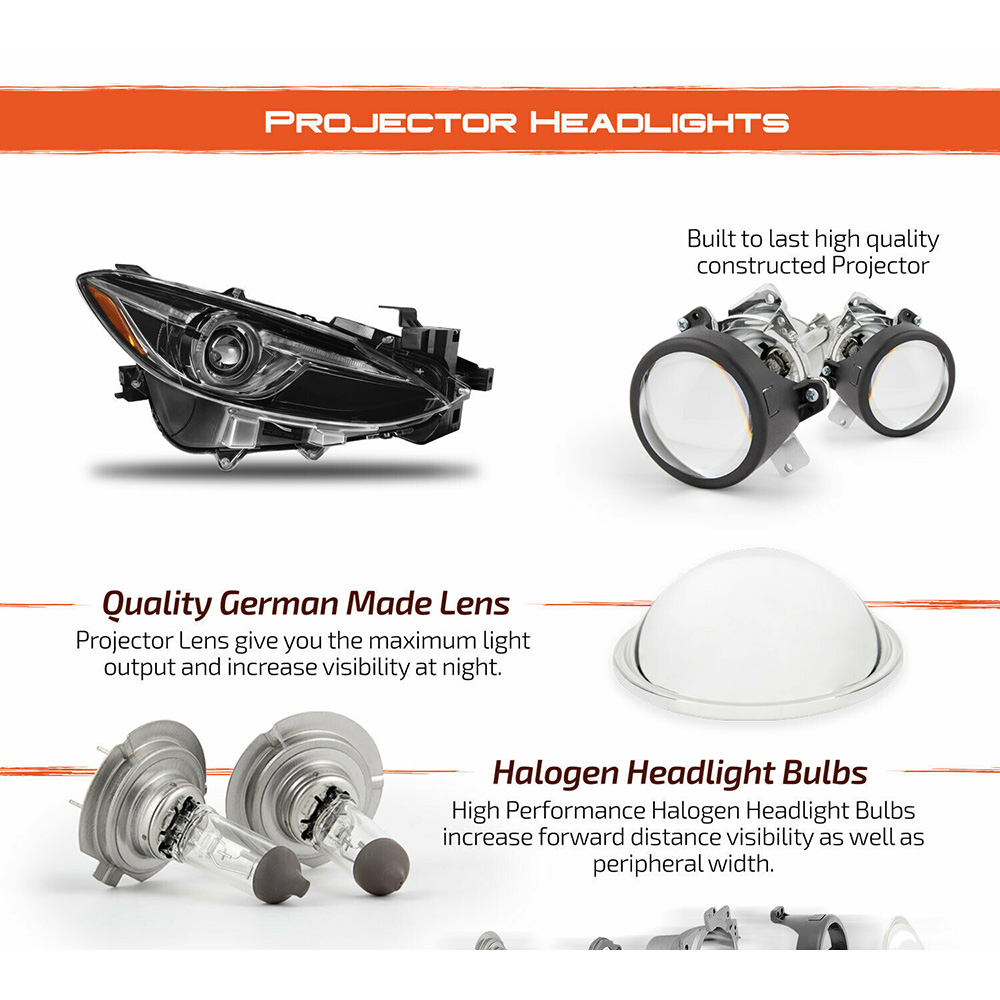 PROJECTOR HEADLIGHTS
Built to last high quality
constructed Projector
Quality German Made Lens
Projector Lens give you the maximum light
output and increase visibility at night.
Halogen Headlight Bulbs
High Performance Halogen Headlight Bulbs
increase forward distance visibility as well as
peripheral width.